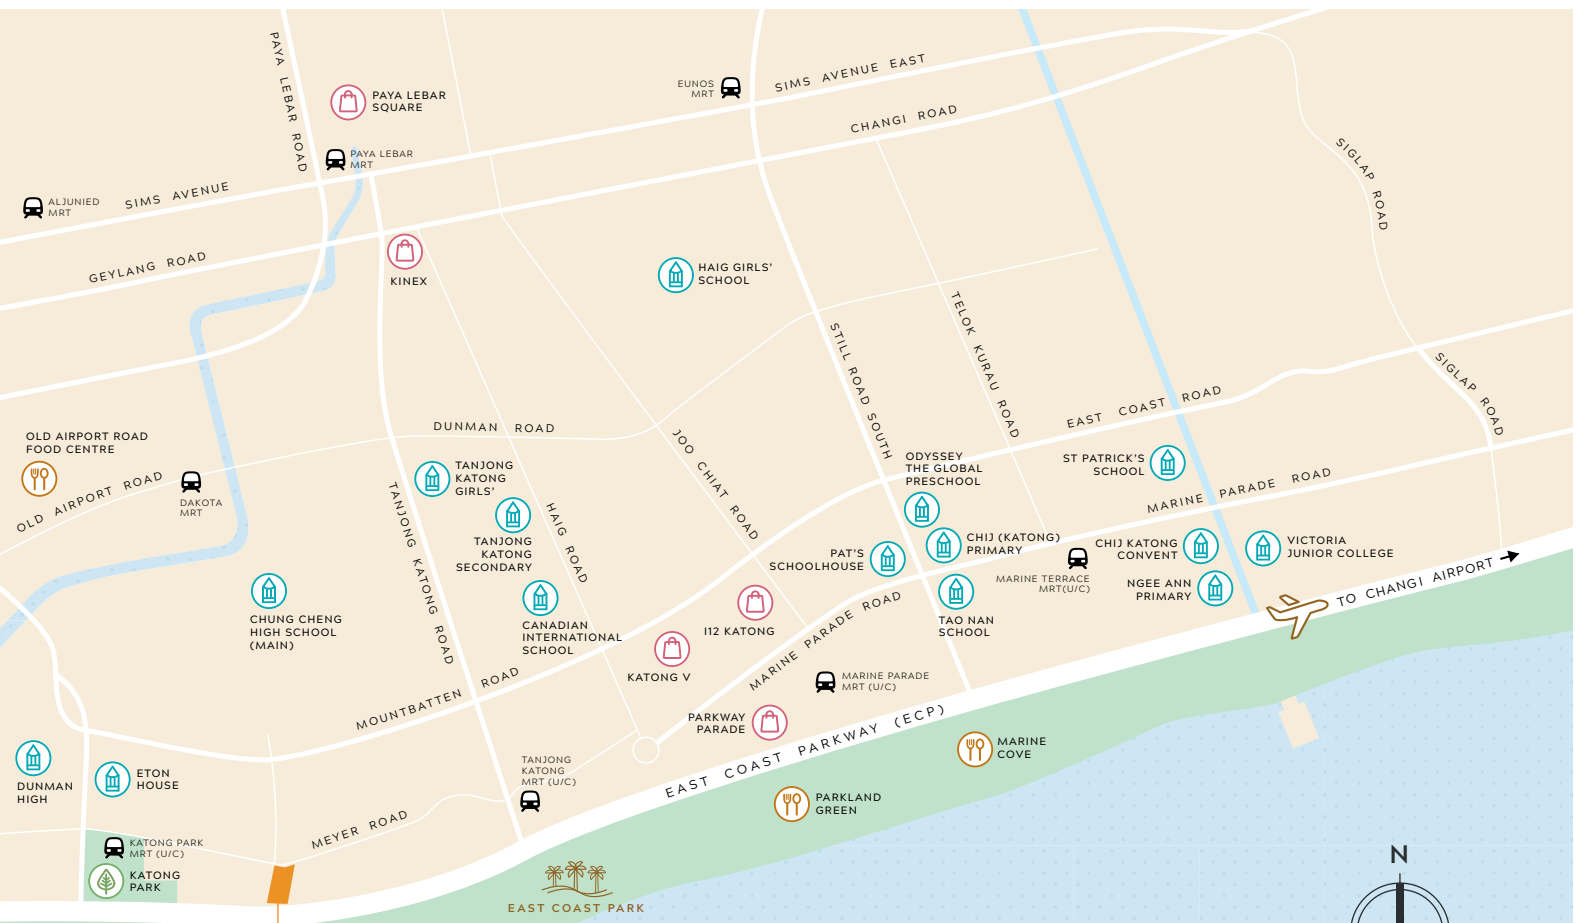 PAYA LEBAR ROAD
PAYA LEBAR
SQUARE
EUNOS
MRT
SIMS AVENUE EAST
CHANGI ROAD
PAYA LEBAR
MRT
ALJUNIED
MRT
SIMS AVENUE
GEYLANG ROAD
KINEX
HAIG GIRLS'
SCHOOL
SIGLAP ROAD
TELOK KURAU ROAD
STILL ROAD SOUTH
SIGLAP ROAD
EAST COAST ROAD
OLD AIRPORT ROAD
FOOD CENTRE
OLD AIRPORT ROAD
DAKOTA
MRT
DUNMAN ROAD
TANJONG
KATONG
GIRLS'
TANJONG
KATONG
SECONDARY
TANJONG KATONG ROAD
HAIG ROAD
JOO CHIAT ROAD
ODYSSEY
THE GLOBAL
PRESCHOOL
ST PATRICK'S
SCHOOL
MARINE PARADE ROAD
PAT'S
SCHOOLHOUSE
CHIJ (KATONG)
PRIMARY
CHIJ KATONG
CONVENT
VICTORIA
JUNIOR COLLEGE
MARINE TERRACE
MRT(U/C)
NGEE ANN
PRIMARY
TO CHANGI AIRPORT
CHUNG CHENG
HIGH SCHOOL
(MAIN)
CANADIAN
INTERNATIONAL
SCHOOL
I12 KATONG
TAO NAN
SCHOOL
MARINE PARADE ROAD
KATONG V
MARINE PARADE
MRT (U/C)
MOUNTBATTEN ROAD
PARKWAY
PARADE
EAST COAST PARKWAY (ECP)
MARINE
COVE
DUNMAN
HIGH
ETON
HOUSE
TANJONG
KATONG
MRT (U/C)
PARKLAND
GREEN
MEYER ROAD
KATONG PARK
MRT (U/C)
KATONG
PARK
EAST COAST PARK
N